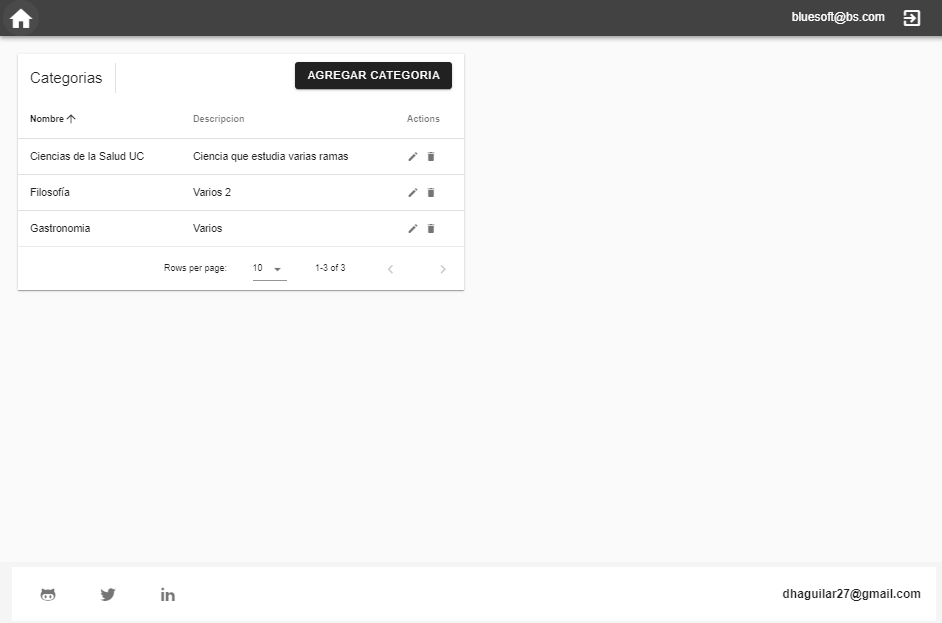 bluesoft@bs.com
Categorias
AGREGAR CATEGORIA
Nombre Descripcion Actions
Ciencias de la Salud UC Ciencia que estudia varias ramas
Filosofía Varios 2
Gastronomia Varios
Rows per page: 10 1-3 of 3
in
dhaguilar27@gmail.com